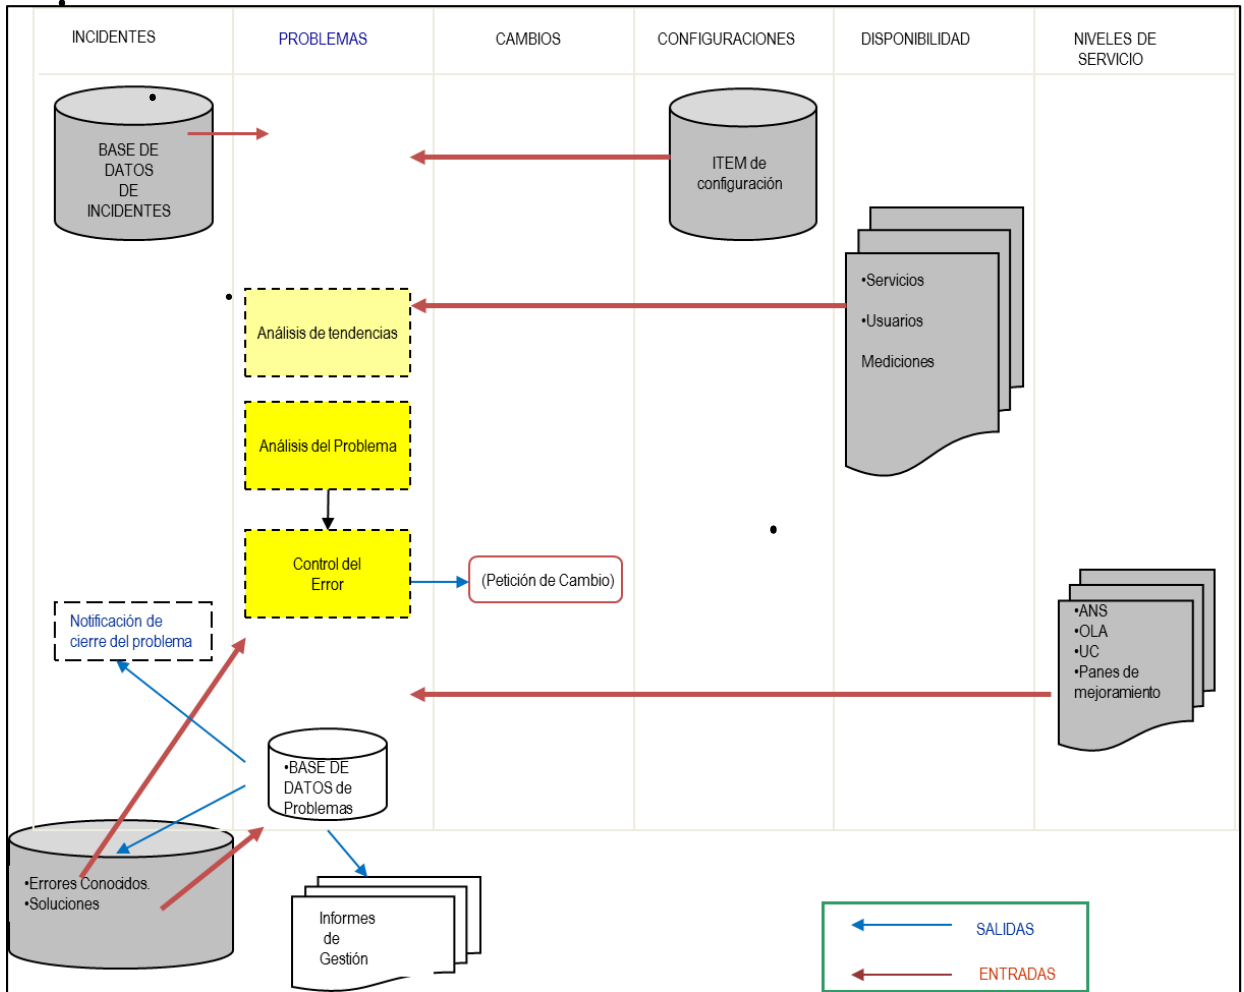 INCIDENTES
PROBLEMAS
CAMBIOS
CONFIGURACIONES
DISPONIBILIDAD
NIVELES DE
SERVICIO
BASE DE
DATOS
DE
INCIDENTES
ITEM de
configuración
•Servicios
•Usuarios
Mediciones
Análisis de tendencias
Análisis del Problema
Control del
Error
(Petición de Cambio)
Notificación de
cierre del problema
•ANS
•OLA
•UC
•Panes de
mejoramiento
•BASE DE
DATOS de
Problemas
•Errores Conocidos.
•Soluciones
Informes
de
Gestión
SALIDAS
ENTRADAS